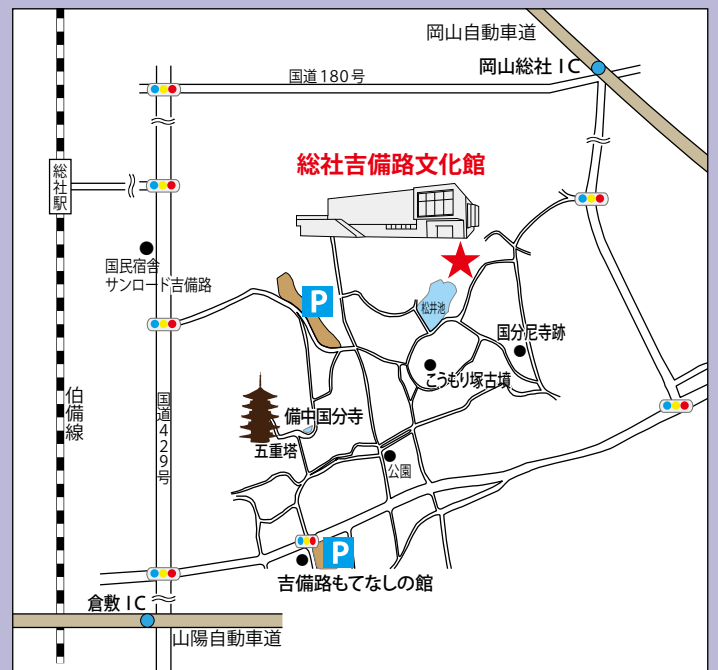 岡山自動車道
岡山総社 IC
国道180号
総社吉備路文化館
総社駅
国民宿舎
サンロード吉備路
P
松井池
国分尼寺跡
こうもり塚古墳
伯備線
国道429号
備中国分寺
五重塔
公園
P
吉備路もてなしの館
倉敷 IC
山陽自動車道